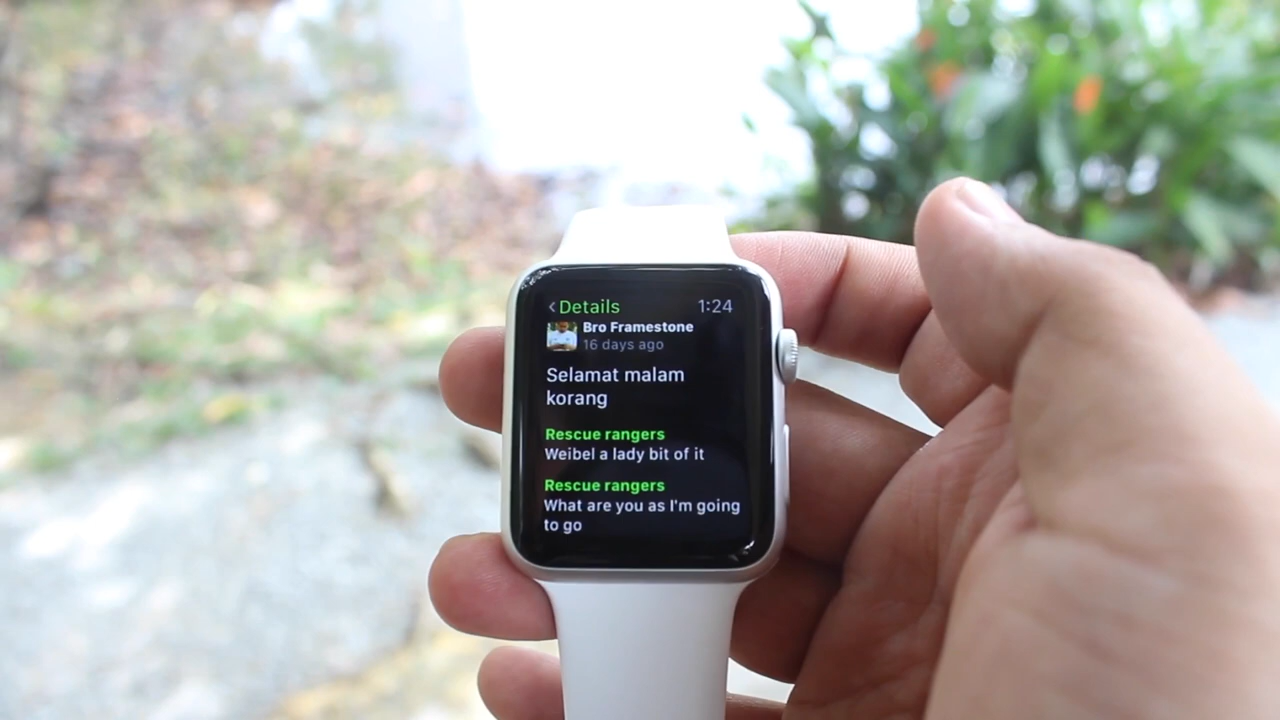 <Details 1:24
Bro Framestone
16 days ago
Selamat malam
korang
Rescue rangers
Weibel a lady bit of it
Rescue rangers
What are you as I'm going
to go